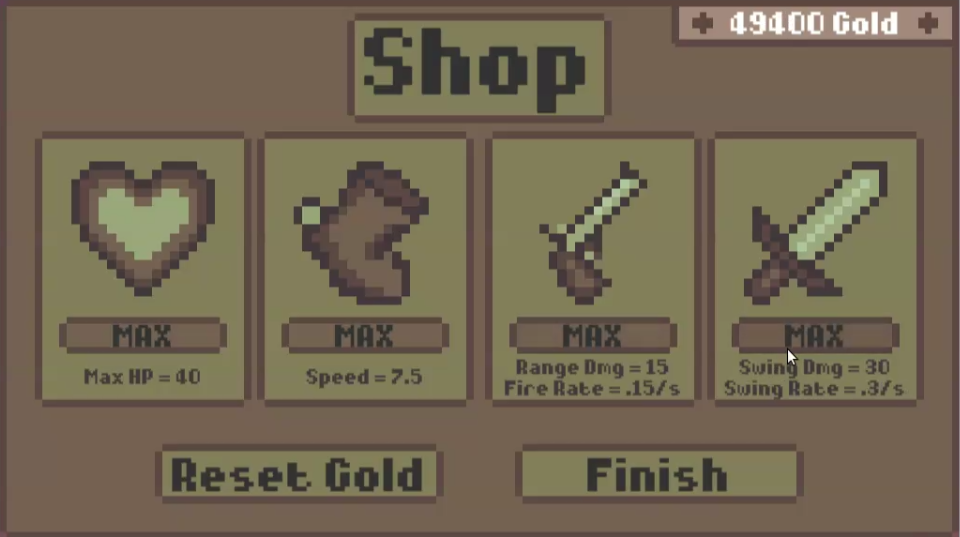 49400 Gold
Shop
MAX
Max HP = 40
MAX
Speed = 7.5
MAX
Range Dmg = 15
Fire Rate = .15/s
MAX
Swing Dmg = 30
Swing Rate = .3/s
Reset Gold
Finish